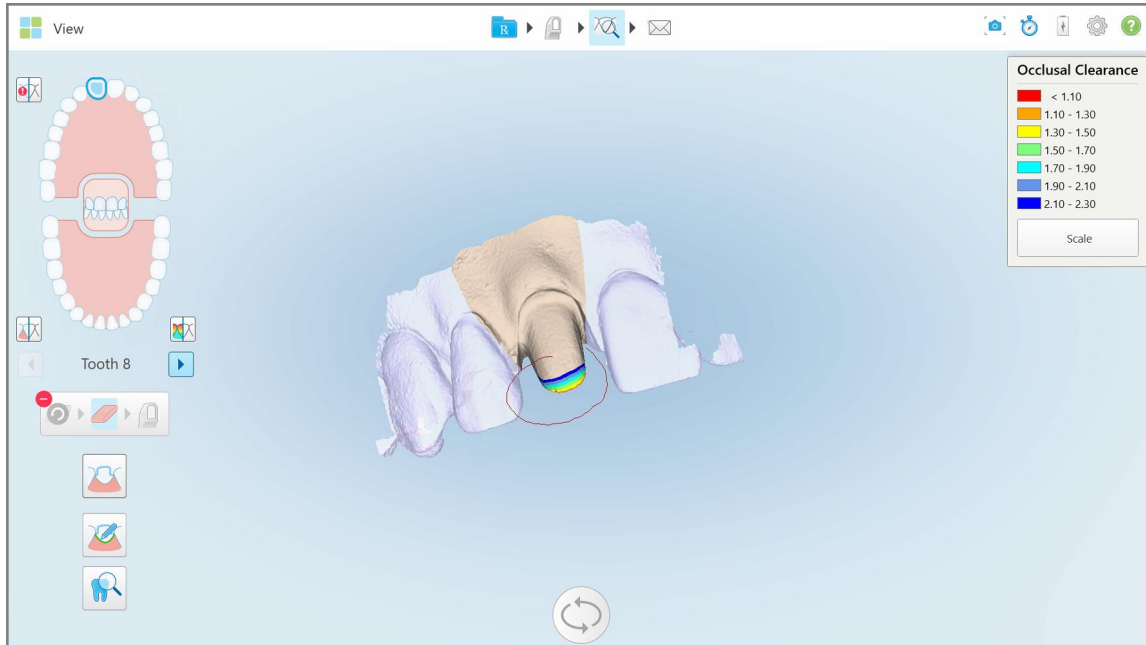 View
R
?
Occlusal Clearance
< 1.10
1.10 - 1.30
1.30 - 1.50
1.50 - 1.70
1.70 - 1.90
1.90 - 2.10
2.10 - 2.30
Scale
Tooth 8